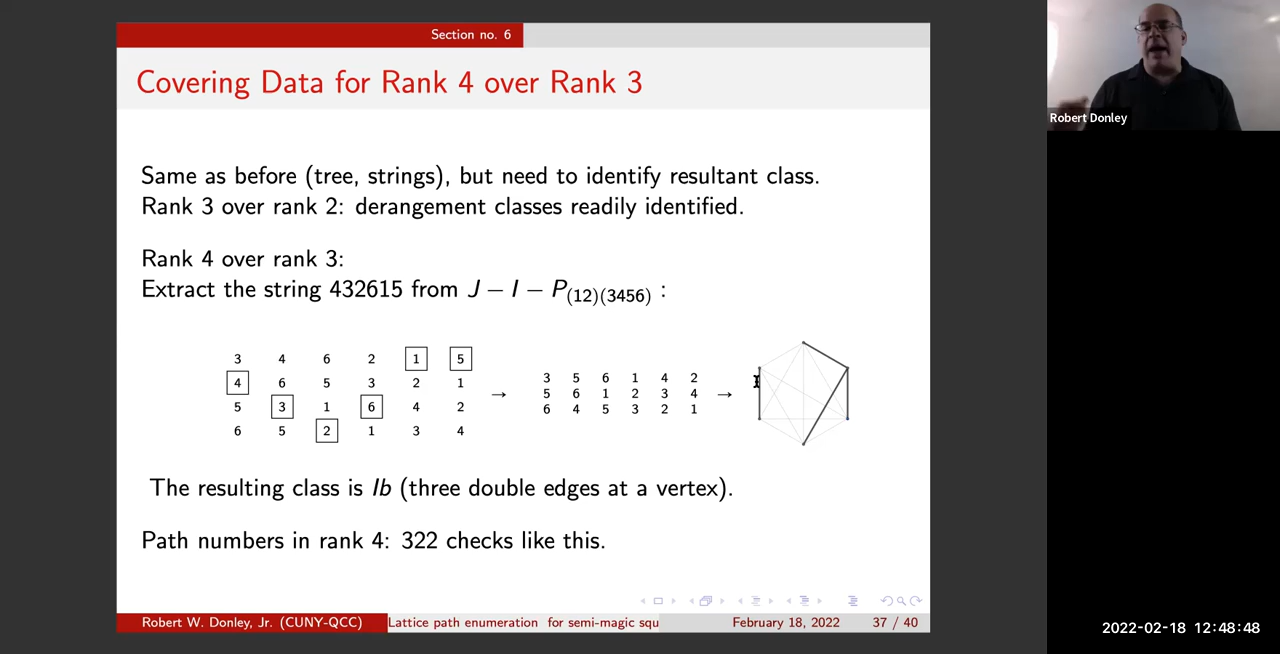 Section no. 6
Covering Data for Rank 4 over Rank 3
Robert Donley
Same as before (tree, strings), but need to identify resultant class.
Rank 3 over rank 2: derangement classes readily identified.
Rank 4 over rank 3:
Extract the string 432615 from J − I − P(12)(3456) :
3 4 6 2 1 5
4 6 5 3 2 1
5 3 1 6 4 2
6 5 2 1 3 4
→
3 5 6 1 4 2
5 6 1 2 3 4
6 4 5 3 2 1
→
The resulting class is Ib (three double edges at a vertex).
Path numbers in rank 4: 322 checks like this.
Robert W. Donley, Jr. (CUNY-QCC) Lattice path enumeration for semi-magic squ February 18, 2022 37 / 40
2022-02-18 12:48:48